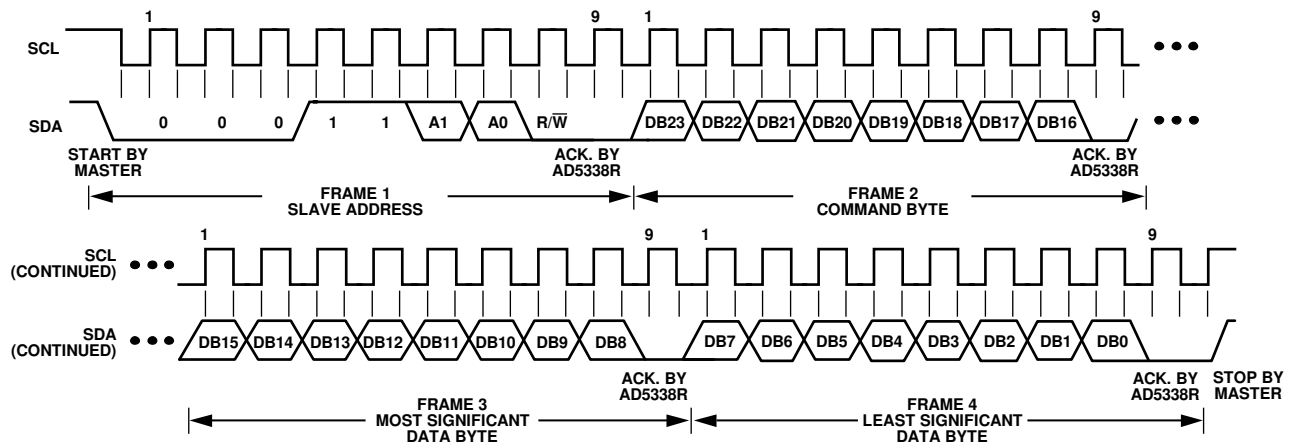 1 9 1 9
SCL
SDA
0 0 0 1 1 A1 A0 R/W̅ DB23 DB22 DB21 DB20 DB19 DB18 DB17 DB16
START BY
MASTER
ACK. BY
AD5338R
ACK. BY
AD5338R
FRAME 1
SLAVE ADDRESS
FRAME 2
COMMAND BYTE
1 9 1 9
SCL
(CONTINUED)
SDA
(CONTINUED)
DB15 DB14 DB13 DB12 DB11 DB10 DB9 DB8 DB7 DB6 DB5 DB4 DB3 DB2 DB1 DB0
ACK. BY
AD5338R
ACK. BY
AD5338R
STOP BY
MASTER
FRAME 3
MOST SIGNIFICANT
DATA BYTE
FRAME 4
LEAST SIGNIFICANT
DATA BYTE